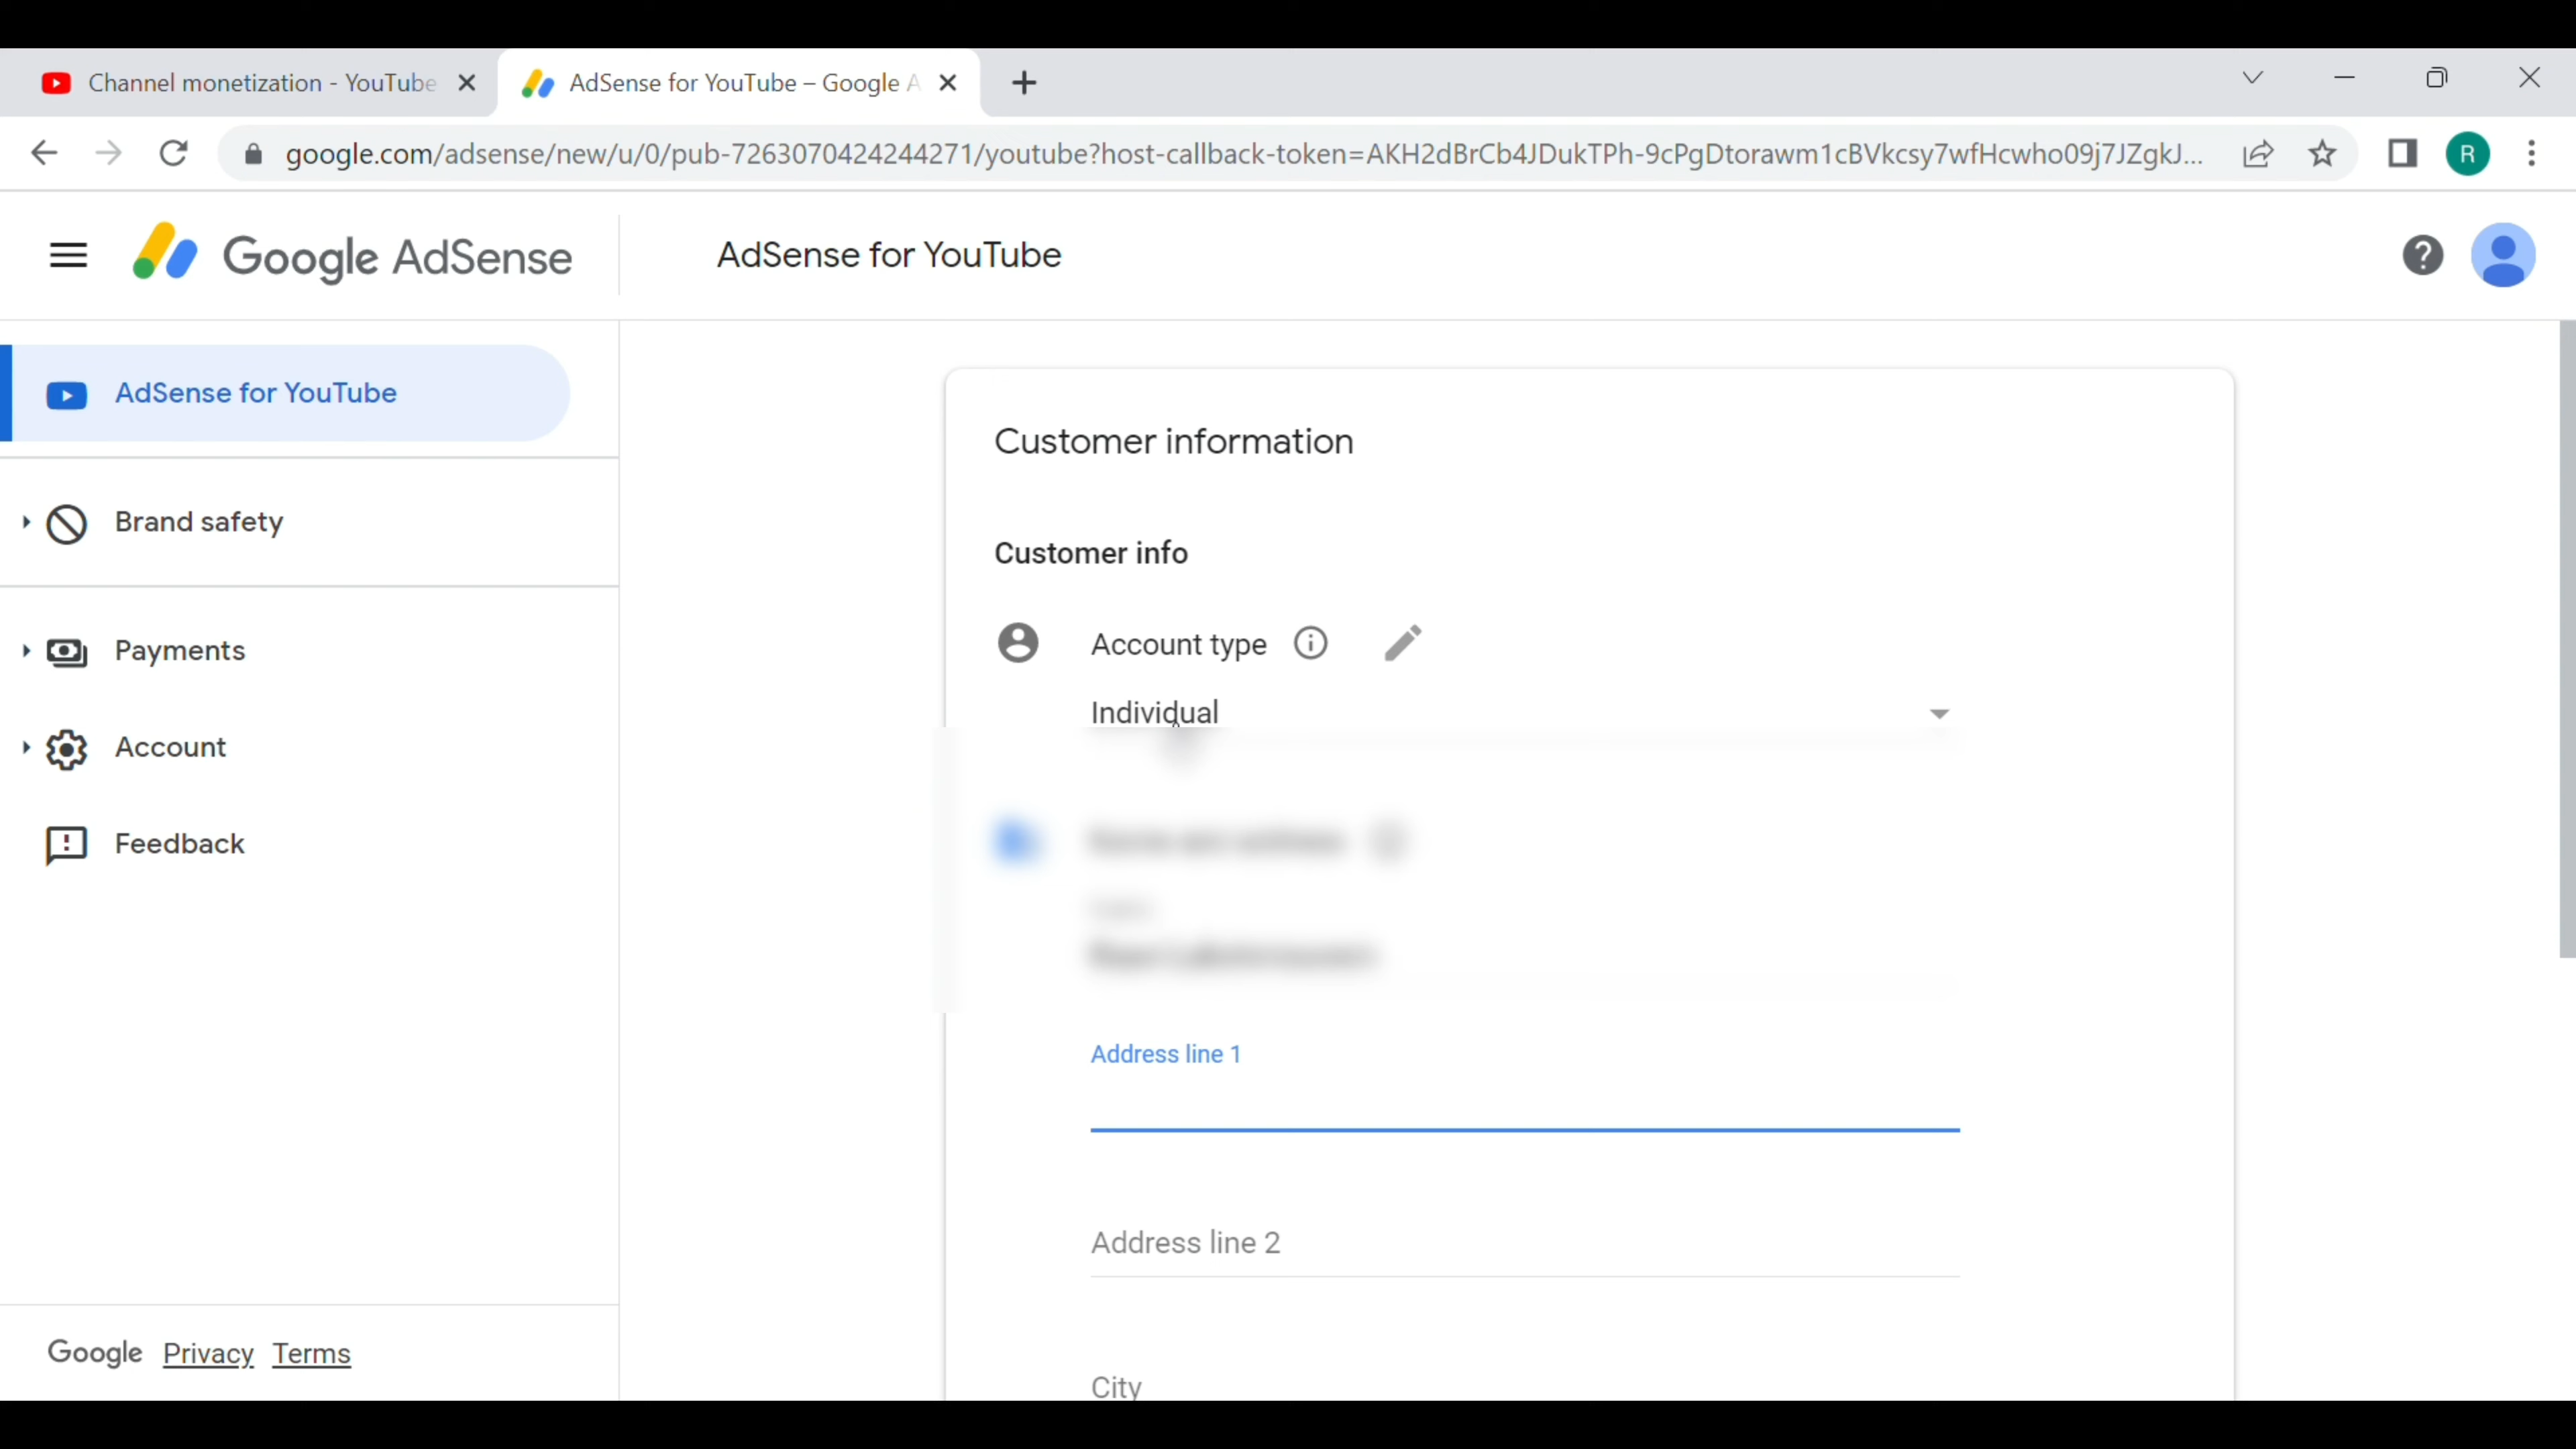 Channel monetization - YouTube
AdSense for YouTube – Google A
google.com/adsense/new/u/0/pub-7263070424244271/youtube?host-callback-token=AKH2dBrCb4JDukTPh-9cPgDtorawm1cBVkcsy7wfHcwho09j7JZgkJ...
R
Google AdSense
AdSense for YouTube
AdSense for YouTube
Brand safety
Payments
Account
Feedback
Google Privacy Terms
Customer information
Customer info
Account type
Individual
Address line 1
Address line 2
City